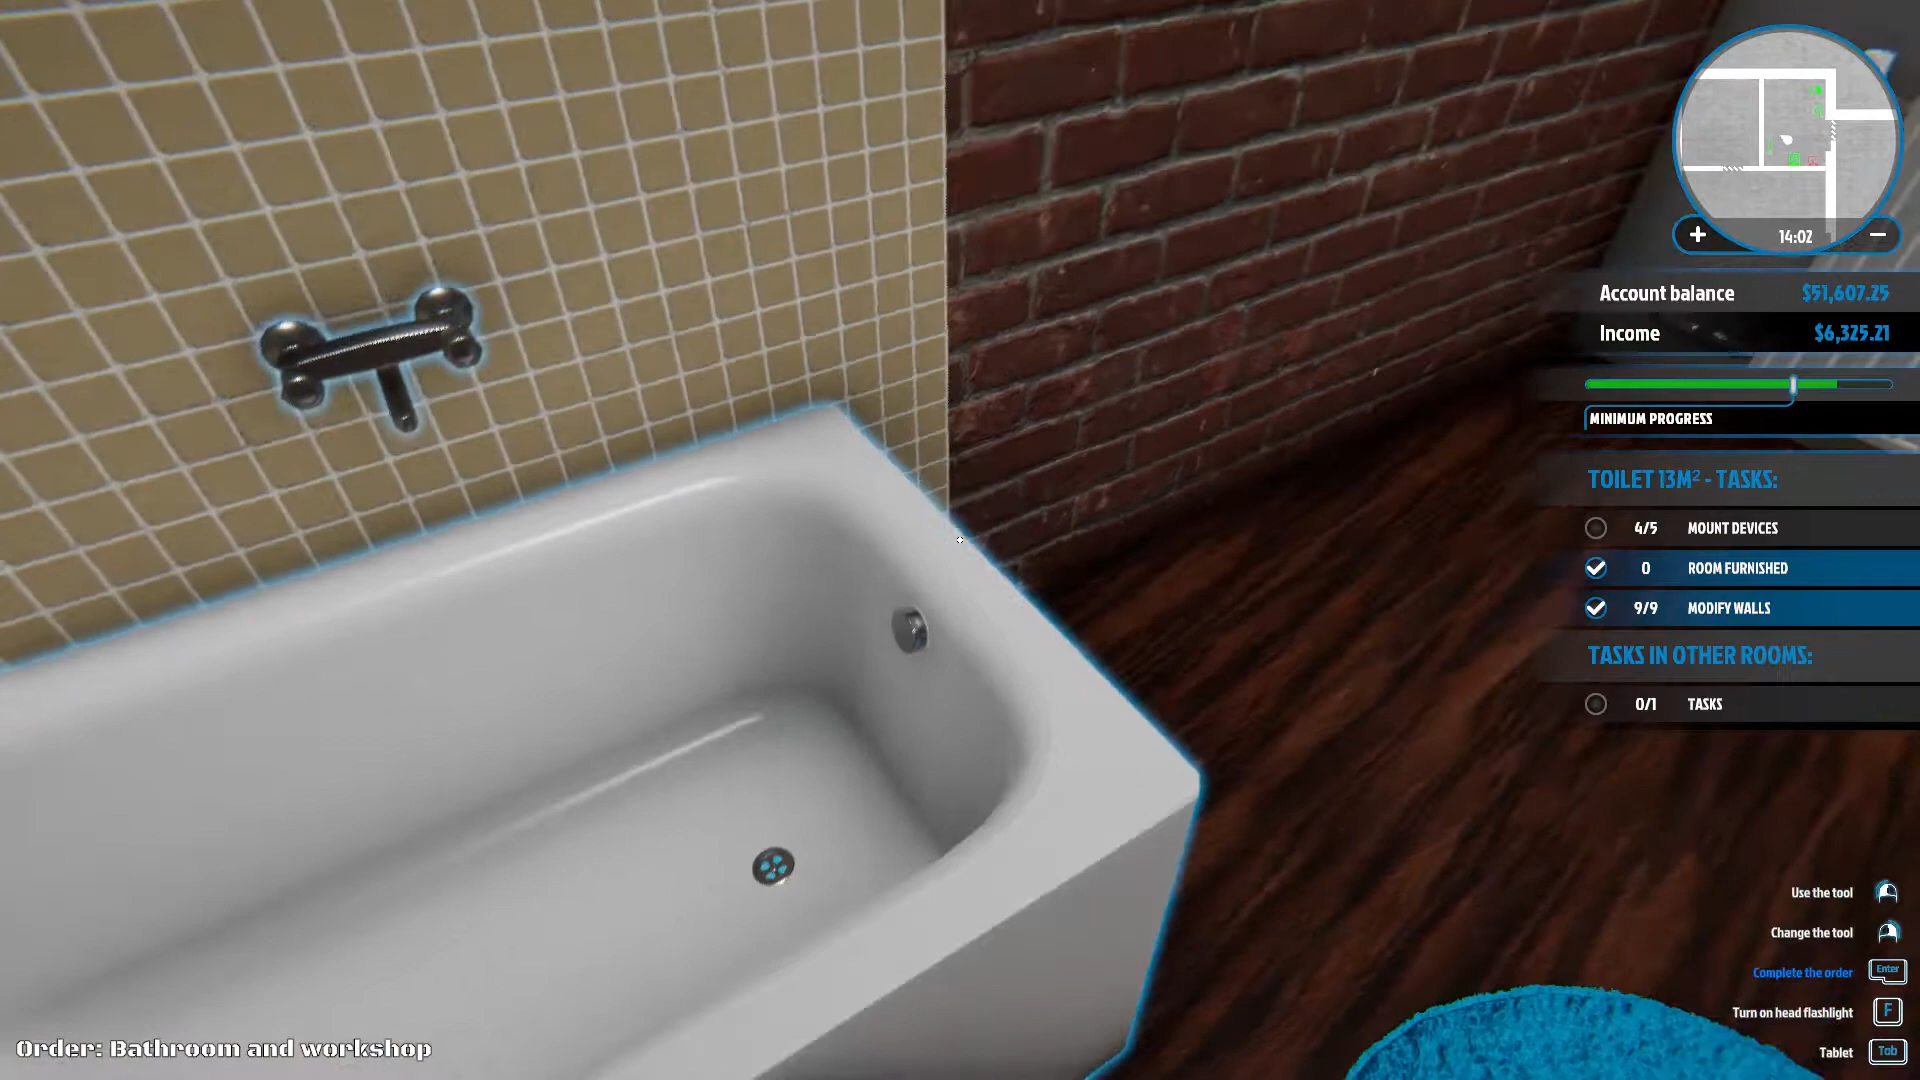 + 14:02 −
Account balance $51,607.25
Income $6,325.21
MINIMUM PROGRESS
TOILET 13M² - TASKS:
4/5 MOUNT DEVICES
0 ROOM FURNISHED
9/9 MODIFY WALLS
TASKS IN OTHER ROOMS:
0/1 TASKS
Use the tool
Change the tool
Complete the order Enter
Turn on head flashlight F
Tablet Tab
Order: Bathroom and workshop